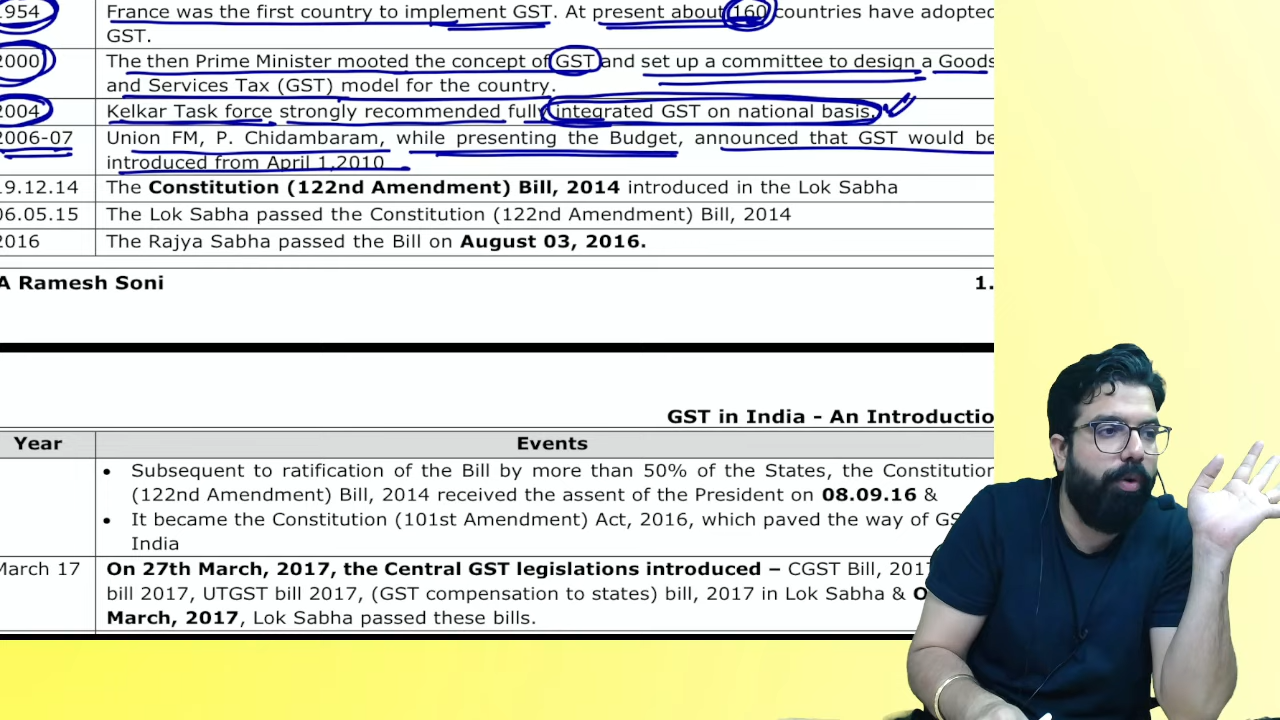 1954 France was the first country to implement GST. At present about 160 countries have adopted
GST.
2000 The then Prime Minister mooted the concept of GST and set up a committee to design a Goods
and Services Tax (GST) model for the country.
2004 Kelkar Task force strongly recommended fully integrated GST on national basis.
2006-07 Union FM, P. Chidambaram, while presenting the Budget, announced that GST would be
introduced from April 1,2010
19.12.14 The Constitution (122nd Amendment) Bill, 2014 introduced in the Lok Sabha
06.05.15 The Lok Sabha passed the Constitution (122nd Amendment) Bill, 2014
2016 The Rajya Sabha passed the Bill on August 03, 2016.
A Ramesh Soni 1.
GST in India - An Introductio
Year Events
• Subsequent to ratification of the Bill by more than 50% of the States, the Constitution
(122nd Amendment) Bill, 2014 received the assent of the President on 08.09.16 &
• It became the Constitution (101st Amendment) Act, 2016, which paved the way of GS
India
March 17 On 27th March, 2017, the Central GST legislations introduced – CGST Bill, 201
bill 2017, UTGST bill 2017, (GST compensation to states) bill, 2017 in Lok Sabha &
March, 2017, Lok Sabha passed these bills.